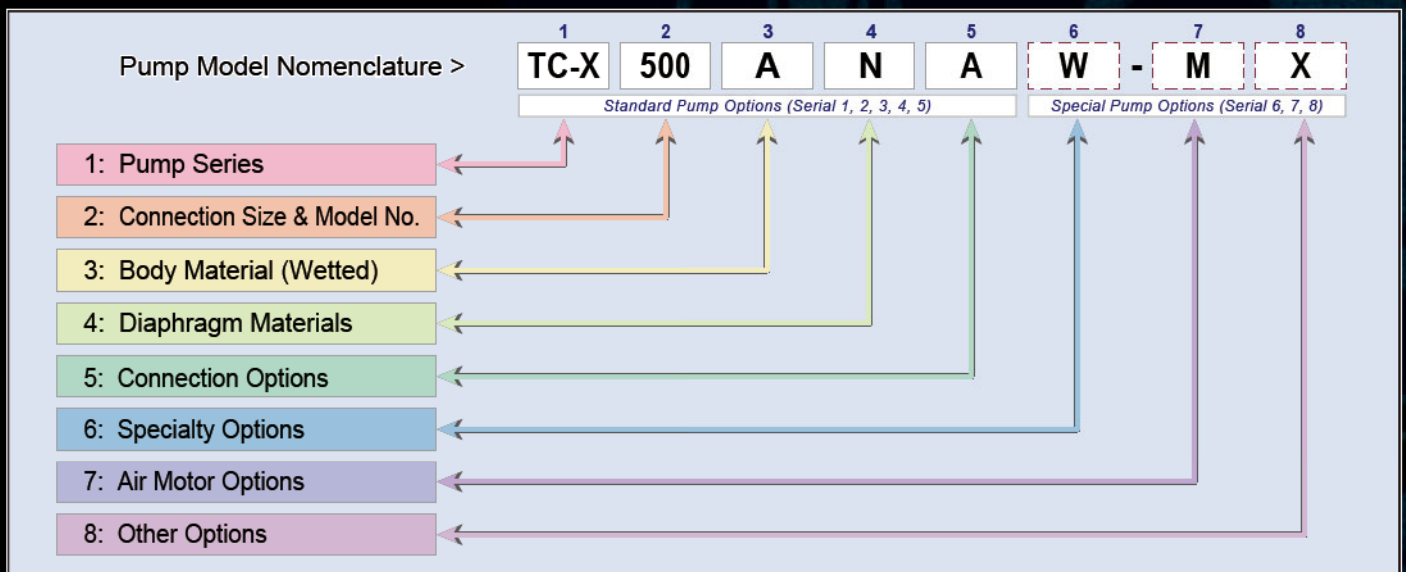 1 2 3 4 5 6 7 8
Pump Model Nomenclature > TC-X 500 A N A W - M X
Standard Pump Options (Serial 1, 2, 3, 4, 5) Special Pump Options (Serial 6, 7, 8)
1: Pump Series
2: Connection Size & Model No.
3: Body Material (Wetted)
4: Diaphragm Materials
5: Connection Options
6: Specialty Options
7: Air Motor Options
8: Other Options